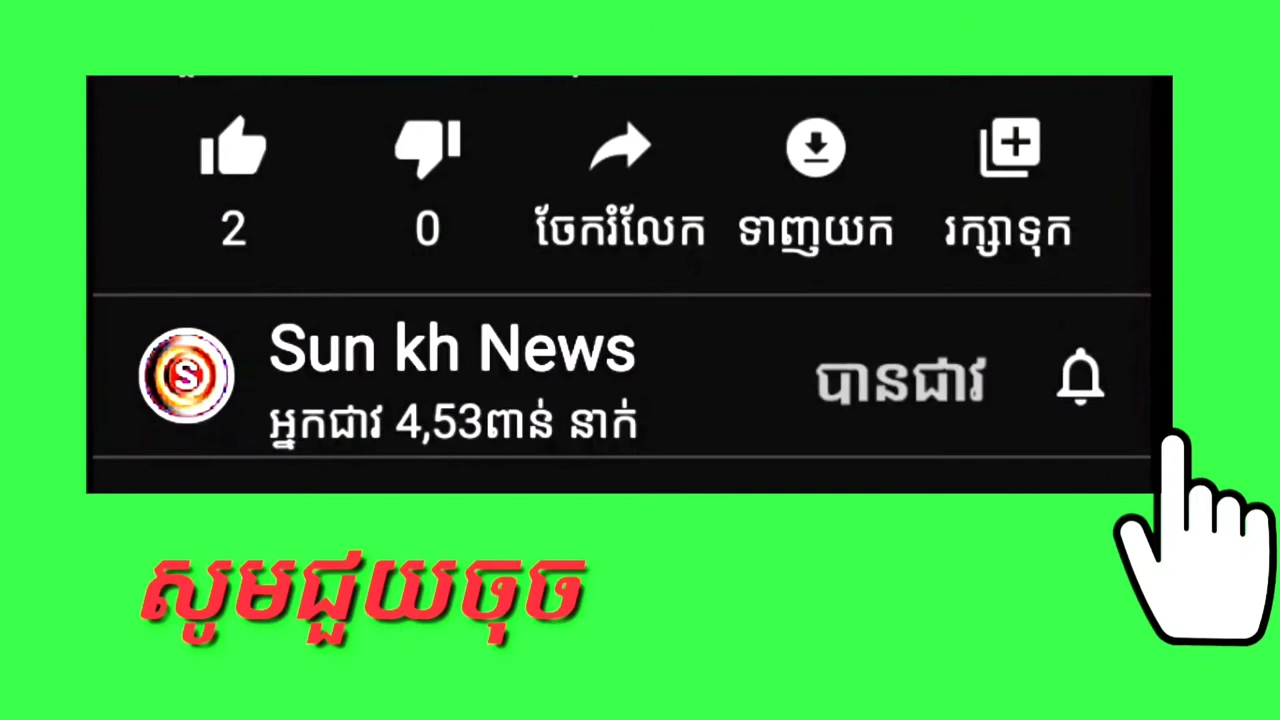 2 0 ចែករំលែក ទាញយក រក្សាទុក
S
Sun kh News
អ្នកជាវ 4,53ពាន់ នាក់
បានជាវ
សូមជួយចុច